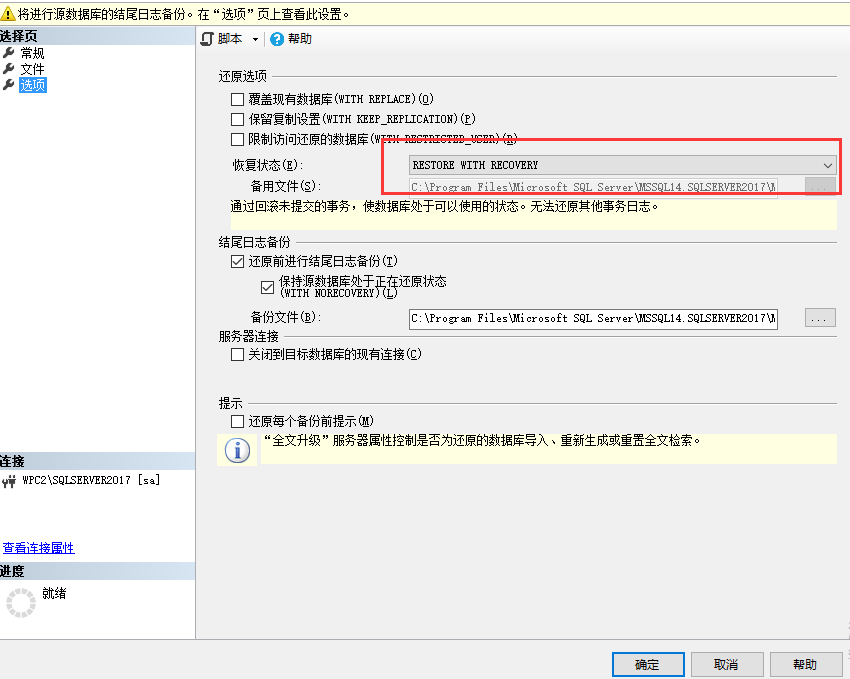 将进行源数据库的结尾日志备份。在“选项”页上查看此设置。
选择页
常规
文件
选项
脚本
帮助
还原选项
覆盖现有数据库(WITH REPLACE)(O)
保留复制设置(WITH KEEP_REPLICATION)(P)
限制访问还原的数据库(WITH RESTRICTED_USER)(R)
恢复状态(E):
RESTORE WITH RECOVERY
备用文件(S):
C:\Program Files\Microsoft SQL Server\MSSQL14.SQLSERVER2017\M
...
通过回滚未提交的事务，使数据库处于可以使用的状态。无法还原其他事务日志。
结尾日志备份
还原前进行结尾日志备份(T)
保持源数据库处于正在还原状态
(WITH NORECOVERY)(L)
备份文件(B):
C:\Program Files\Microsoft SQL Server\MSSQL14.SQLSERVER2017\M
...
服务器连接
关闭到目标数据库的现有连接(C)
提示
还原每个备份前提示(M)
“全文升级”服务器属性控制是否为还原的数据库导入、重新生成或重置全文检索。
连接
WPC2\SQLSERVER2017 [sa]
查看连接属性
进度
就绪
确定
取消
帮助